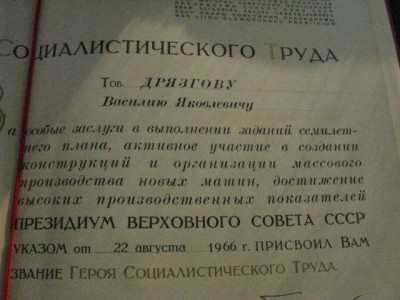 Социалистического Труда
Тов. ДРЯЗГОВУ
Василию Яковлевичу
а особые заслуги в выполнении заданий семилет-
него плана, активное участие в создании
конструкций и организации массового
производства новых машин, достижение
высоких производственных показателей
ПРЕЗИДИУМ ВЕРХОВНОГО СОВЕТА СССР
УКАЗОМ от 22 августа 1966 г. ПРИСВОИЛ ВАМ
ЗВАНИЕ ГЕРОЯ СОЦИАЛИСТИЧЕСКОГО ТРУДА.